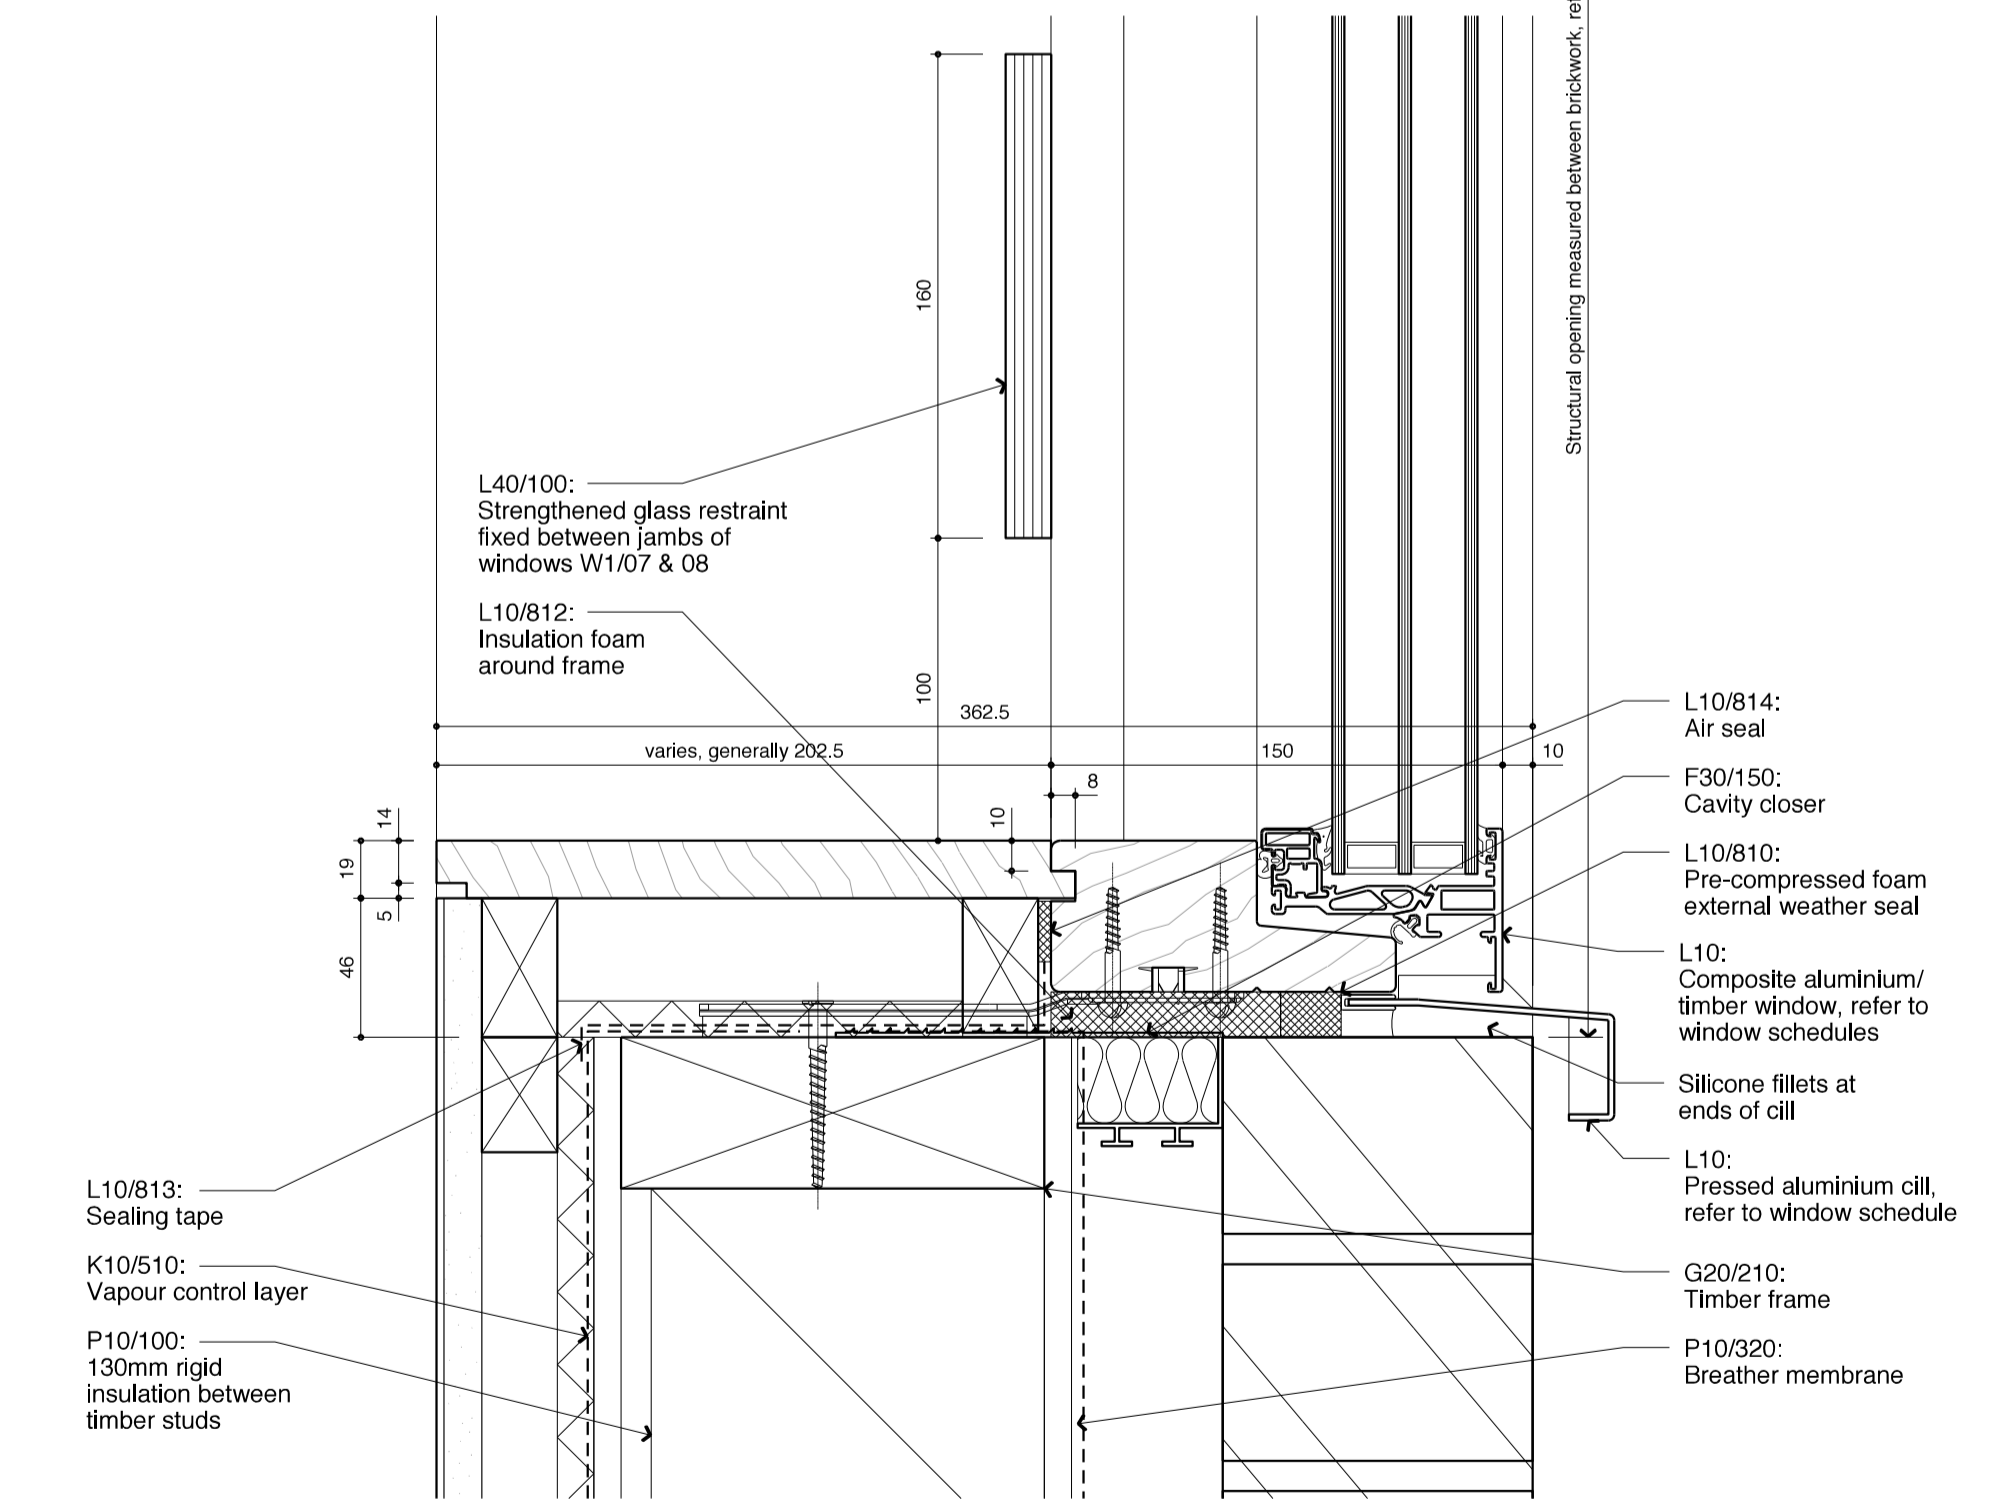 Structural opening measured between brickwork, ref
160
L40/100:
Strengthened glass restraint
fixed between jambs of
windows W1/07 & 08
L10/812:
Insulation foam
around frame
100
362.5
varies, generally 202.5
150
10
8
10
14
19
5
46
L10/814:
Air seal
F30/150:
Cavity closer
L10/810:
Pre-compressed foam
external weather seal
L10:
Composite aluminium/
timber window, refer to
window schedules
Silicone fillets at
ends of cill
L10:
Pressed aluminium cill,
refer to window schedule
G20/210:
Timber frame
P10/320:
Breather membrane
L10/813:
Sealing tape
K10/510:
Vapour control layer
P10/100:
130mm rigid
insulation between
timber studs